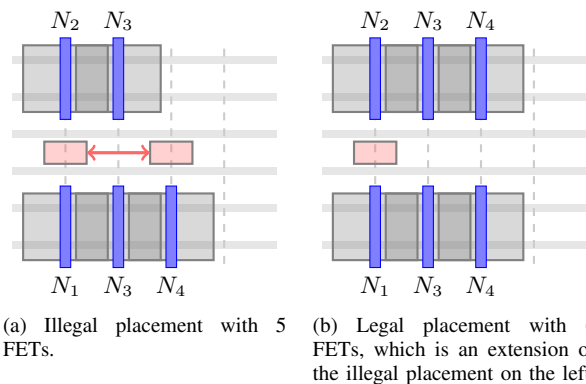 N₂ N₃ N₂ N₃ N₄
N₁ N₃ N₄ N₁ N₃ N₄
(a) Illegal placement with 5
FETs.
(b) Legal placement with
FETs, which is an extension
the illegal placement on the left